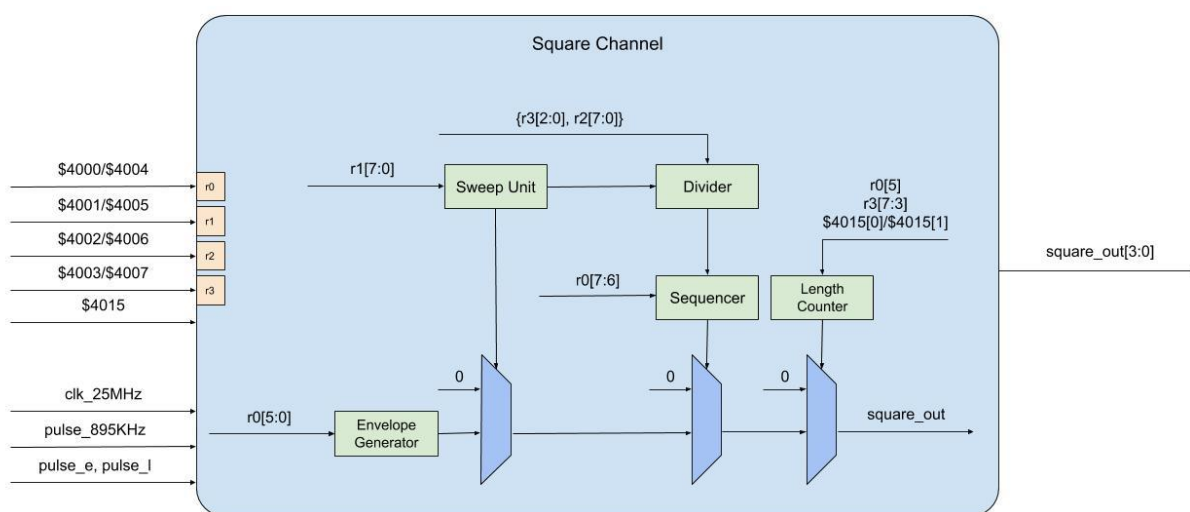 Square Channel
{r3[2:0], r2[7:0]}
r1[7:0]
Sweep Unit
Divider
r0[5]
r3[7:3]
$4015[0]/$4015[1]
$4000/$4004
r0
$4001/$4005
r1
$4002/$4006
r2
$4003/$4007
r3
$4015
square_out[3:0]
r0[7:6]
Sequencer
Length
Counter
0
0
0
clk_25MHz
pulse_895KHz
pulse_e, pulse_l
r0[5:0]
Envelope
Generator
square_out